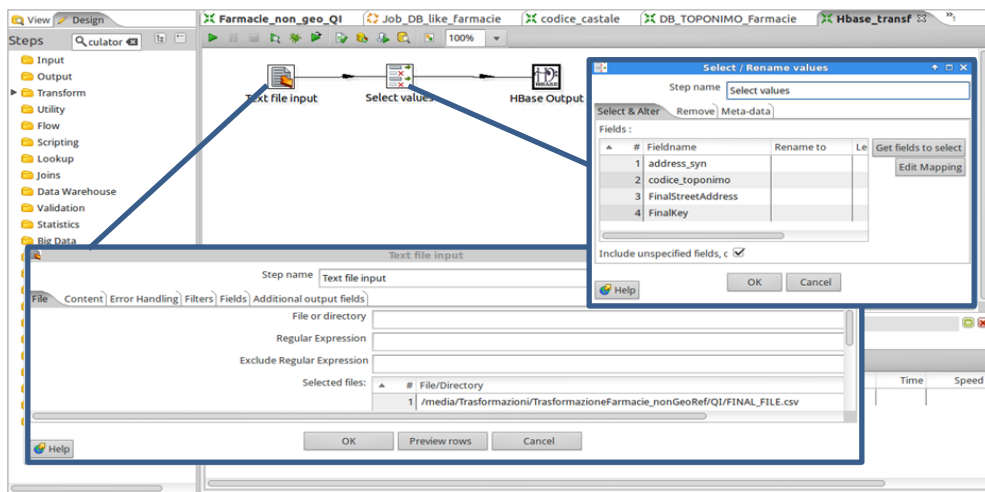 View Design
Farmacie_non_geo_QI
Job_DB_like_farmacie
codice_castale
DB_TOPONIMO_Farmacie
Hbase_transf
Steps
culator
100%
Input
Output
Transform
Utility
Flow
Scripting
Lookup
Joins
Data Warehouse
Validation
Statistics
Big Data
Text file input
Select values
HBase Output
Select / Rename values
Step name Select values
Select & Alter Remove Meta-data
Fields :
# Fieldname Rename to Le
1 address_syn
2 codice_toponimo
3 FinalStreetAddress
4 FinalKey
Get fields to select
Edit Mapping
Include unspecified fields, c
Help OK Cancel
Text file input
Step name Text file input
File Content Error Handling Filters Fields Additional output fields
File or directory
Regular Expression
Exclude Regular Expression
Selected files:
# File/Directory
1 /media/Trasformazioni/TrasformazioneFarmacie_nonGeoRef/QI/FINAL_FILE.csv
Help OK Preview rows Cancel
Time Speed